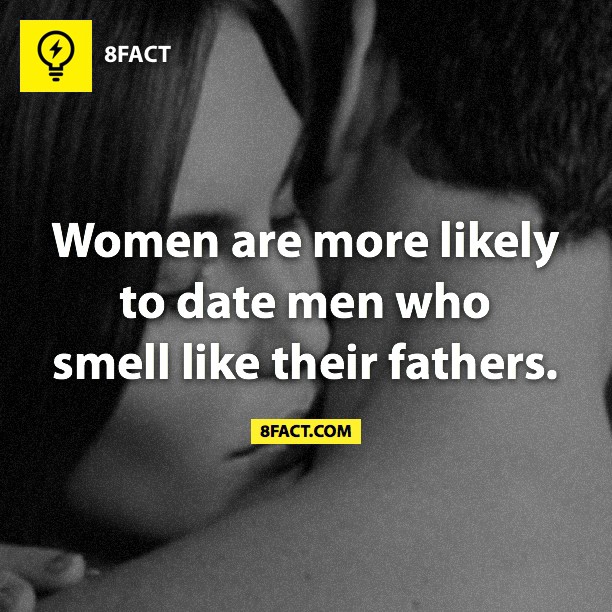 8FACT
Women are more likely
to date men who
smell like their fathers.
8FACT.COM